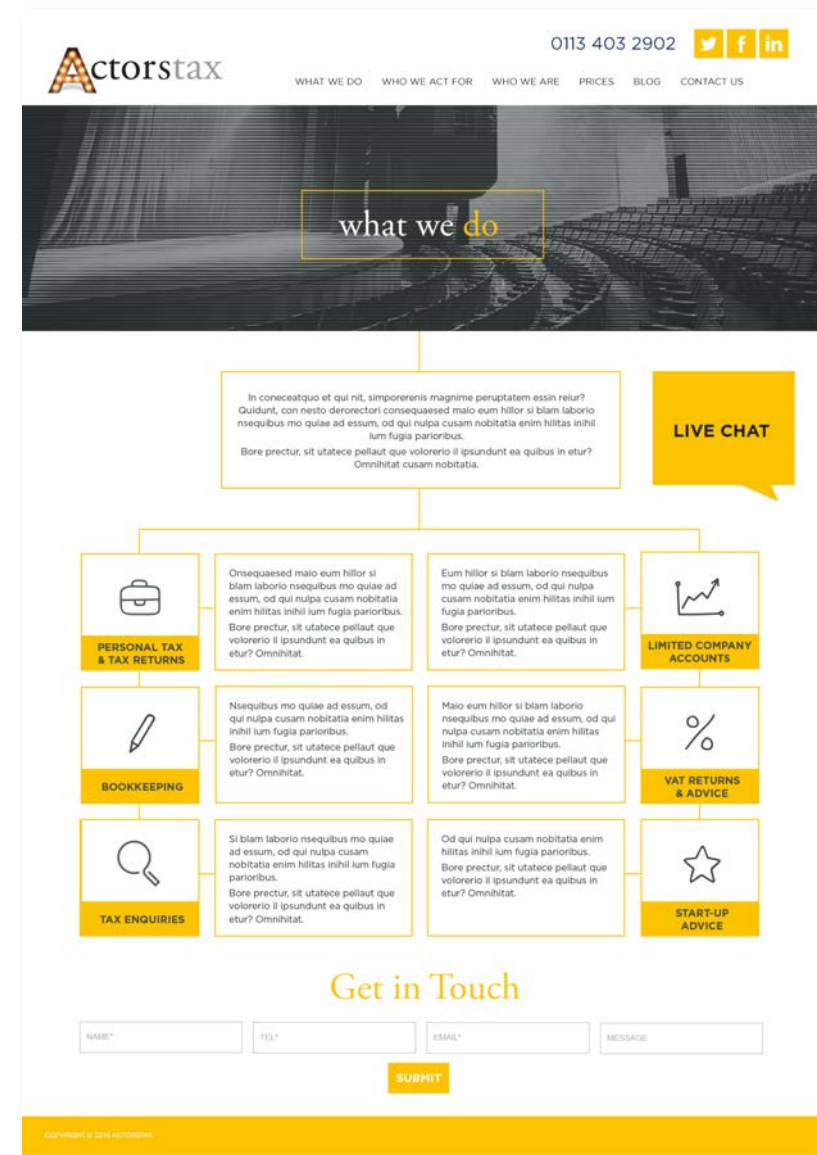 0113 403 2902
Actorstax
WHAT WE DO WHO WE ACT FOR WHO WE ARE PRICES BLOG CONTACT US
what we do
In coneceatquo et qui nit, simporerenis magnime peruptatem essin reiur?
Quidunt, con nesto derorectori consequaesed maio eum hillor si blam laborio
nsequibus mo quiae ad essum, od qui nulpa cusam nobitatia enim hilitas inihil
ium fugia parioribus.
Bore prectur, sit utatece pellaut que volorerio il ipsundunt ea quibus in etur?
Omnihitat cusam nobitatia.
LIVE CHAT
PERSONAL TAX
& TAX RETURNS
Onsequaesed maio eum hillor si
blam laborio nsequibus mo quiae ad
essum, od qui nulpa cusam nobitatia
enim hilitas inihil ium fugia parioribus.
Bore prectur, sit utatece pellaut que
volorerio il ipsundunt ea quibus in
etur? Omnihitat.
Eum hillor si blam laborio nsequibus
mo quiae ad essum, od qui nulpa
cusam nobitatia enim hilitas inihil ium
fugia parioribus.
Bore prectur, sit utatece pellaut que
volorerio il ipsundunt ea quibus in
etur? Omnihitat.
LIMITED COMPANY
ACCOUNTS
BOOKKEEPING
Nsequibus mo quiae ad essum, od
qui nulpa cusam nobitatia enim hilitas
inihil ium fugia parioribus.
Bore prectur, sit utatece pellaut que
volorerio il ipsundunt ea quibus in
etur? Omnihitat.
Maio eum hillor si blam laborio
nsequibus mo quiae ad essum, od qui
nulpa cusam nobitatia enim hilitas
inihil ium fugia parioribus.
Bore prectur, sit utatece pellaut que
volorerio il ipsundunt ea quibus in
etur? Omnihitat.
%
VAT RETURNS
& ADVICE
TAX ENQUIRIES
Si blam laborio nsequibus mo quiae
ad essum, od qui nulpa cusam
nobitatia enim hilitas inihil ium fugia
parioribus.
Bore prectur, sit utatece pellaut que
volorerio il ipsundunt ea quibus in
etur? Omnihitat.
Od qui nulpa cusam nobitatia enim
hilitas inihil ium fugia parioribus.
Bore prectur, sit utatece pellaut que
volorerio il ipsundunt ea quibus in
etur? Omnihitat.
START-UP
ADVICE
Get in Touch
NAME* TEL* EMAIL* MESSAGE
SUBMIT
COPYRIGHT © 2016 ACTORSTAX